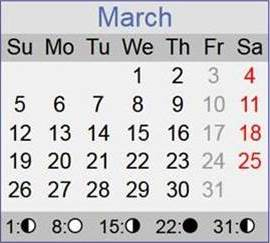 March
Su Mo Tu We Th Fr Sa
1 2 3 4
5 6 7 8 9 10 11
12 13 14 15 16 17 18
19 20 21 22 23 24 25
26 27 28 29 30 31
1:◐ 8:○ 15:◑ 22:● 31:◐